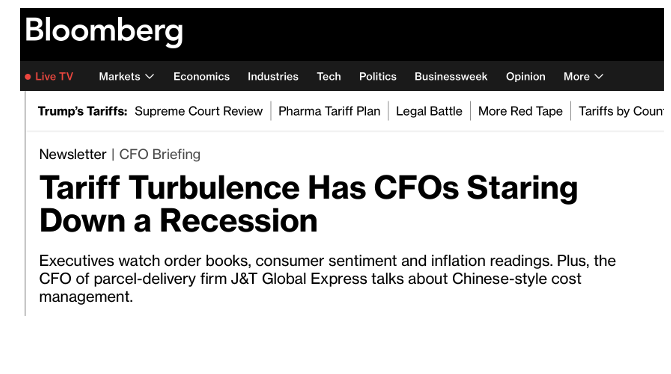 Bloomberg
Live TV Markets Economics Industries Tech Politics Businessweek Opinion More
Trump's Tariffs: Supreme Court Review Pharma Tariff Plan Legal Battle More Red Tape Tariffs by Coun
Newsletter | CFO Briefing
Tariff Turbulence Has CFOs Staring
Down a Recession
Executives watch order books, consumer sentiment and inflation readings. Plus, the
CFO of parcel-delivery firm J&T Global Express talks about Chinese-style cost
management.